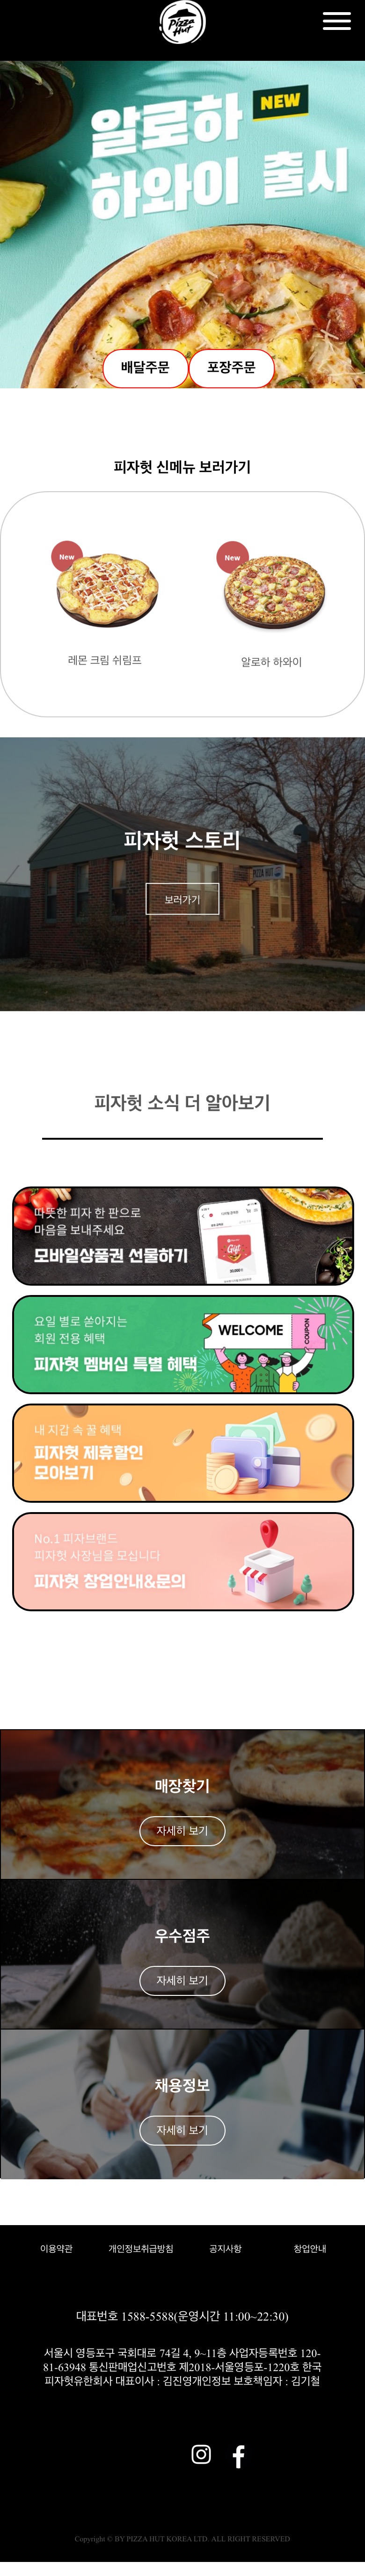 Pizza
Hut
NEW
알로하
하와이 출시
배달주문 포장주문
피자헛 신메뉴 보러가기
New New
레몬 크림 쉬림프
알로하 하와이
피자헛 스토리
보러가기
피자헛 소식 더 알아보기
따뜻한 피자 한 판으로
마음을 보내주세요
모바일상품권 선물하기
Gift
요일 별로 쏟아지는
회원 전용 혜택
피자헛 멤버십 특별 혜택
WELCOME
COUPON
내 지갑 속 꿀 혜택
피자헛 제휴할인
모아보기
No.1 피자브랜드
피자헛 사장님을 모십니다
피자헛 창업안내&문의
매장찾기
자세히 보기
우수점주
자세히 보기
채용정보
자세히 보기
이용약관 개인정보취급방침 공지사항 창업안내
대표번호 1588-5588(운영시간 11:00~22:30)
서울시 영등포구 국회대로 74길 4, 9~11층 사업자등록번호 120-
81-63948 통신판매업신고번호 제2018-서울영등포-1220호 한국
피자헛유한회사 대표이사 : 김진영개인정보 보호책임자 : 김기철
Copyright © BY PIZZA HUT KOREA LTD. ALL RIGHT RESERVED